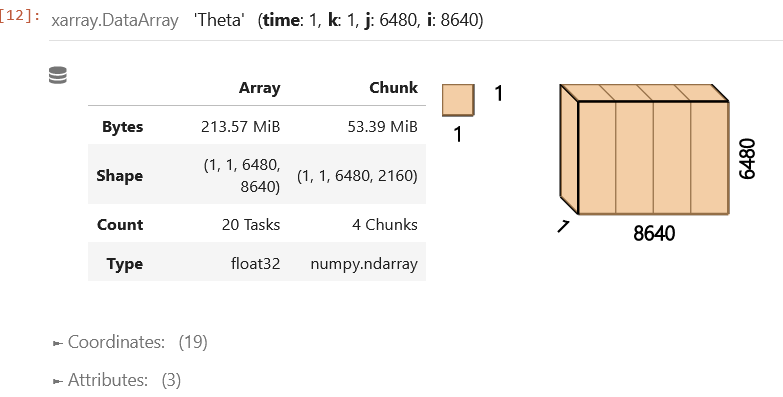 [12]: xarray.DataArray 'Theta' (time: 1, k: 1, j: 6480, i: 8640)
Array Chunk
Bytes 213.57 MiB 53.39 MiB
Shape (1, 1, 6480, 8640) (1, 1, 6480, 2160)
Count 20 Tasks 4 Chunks
Type float32 numpy.ndarray
1
1
6480
1
8640
► Coordinates: (19)
► Attributes: (3)